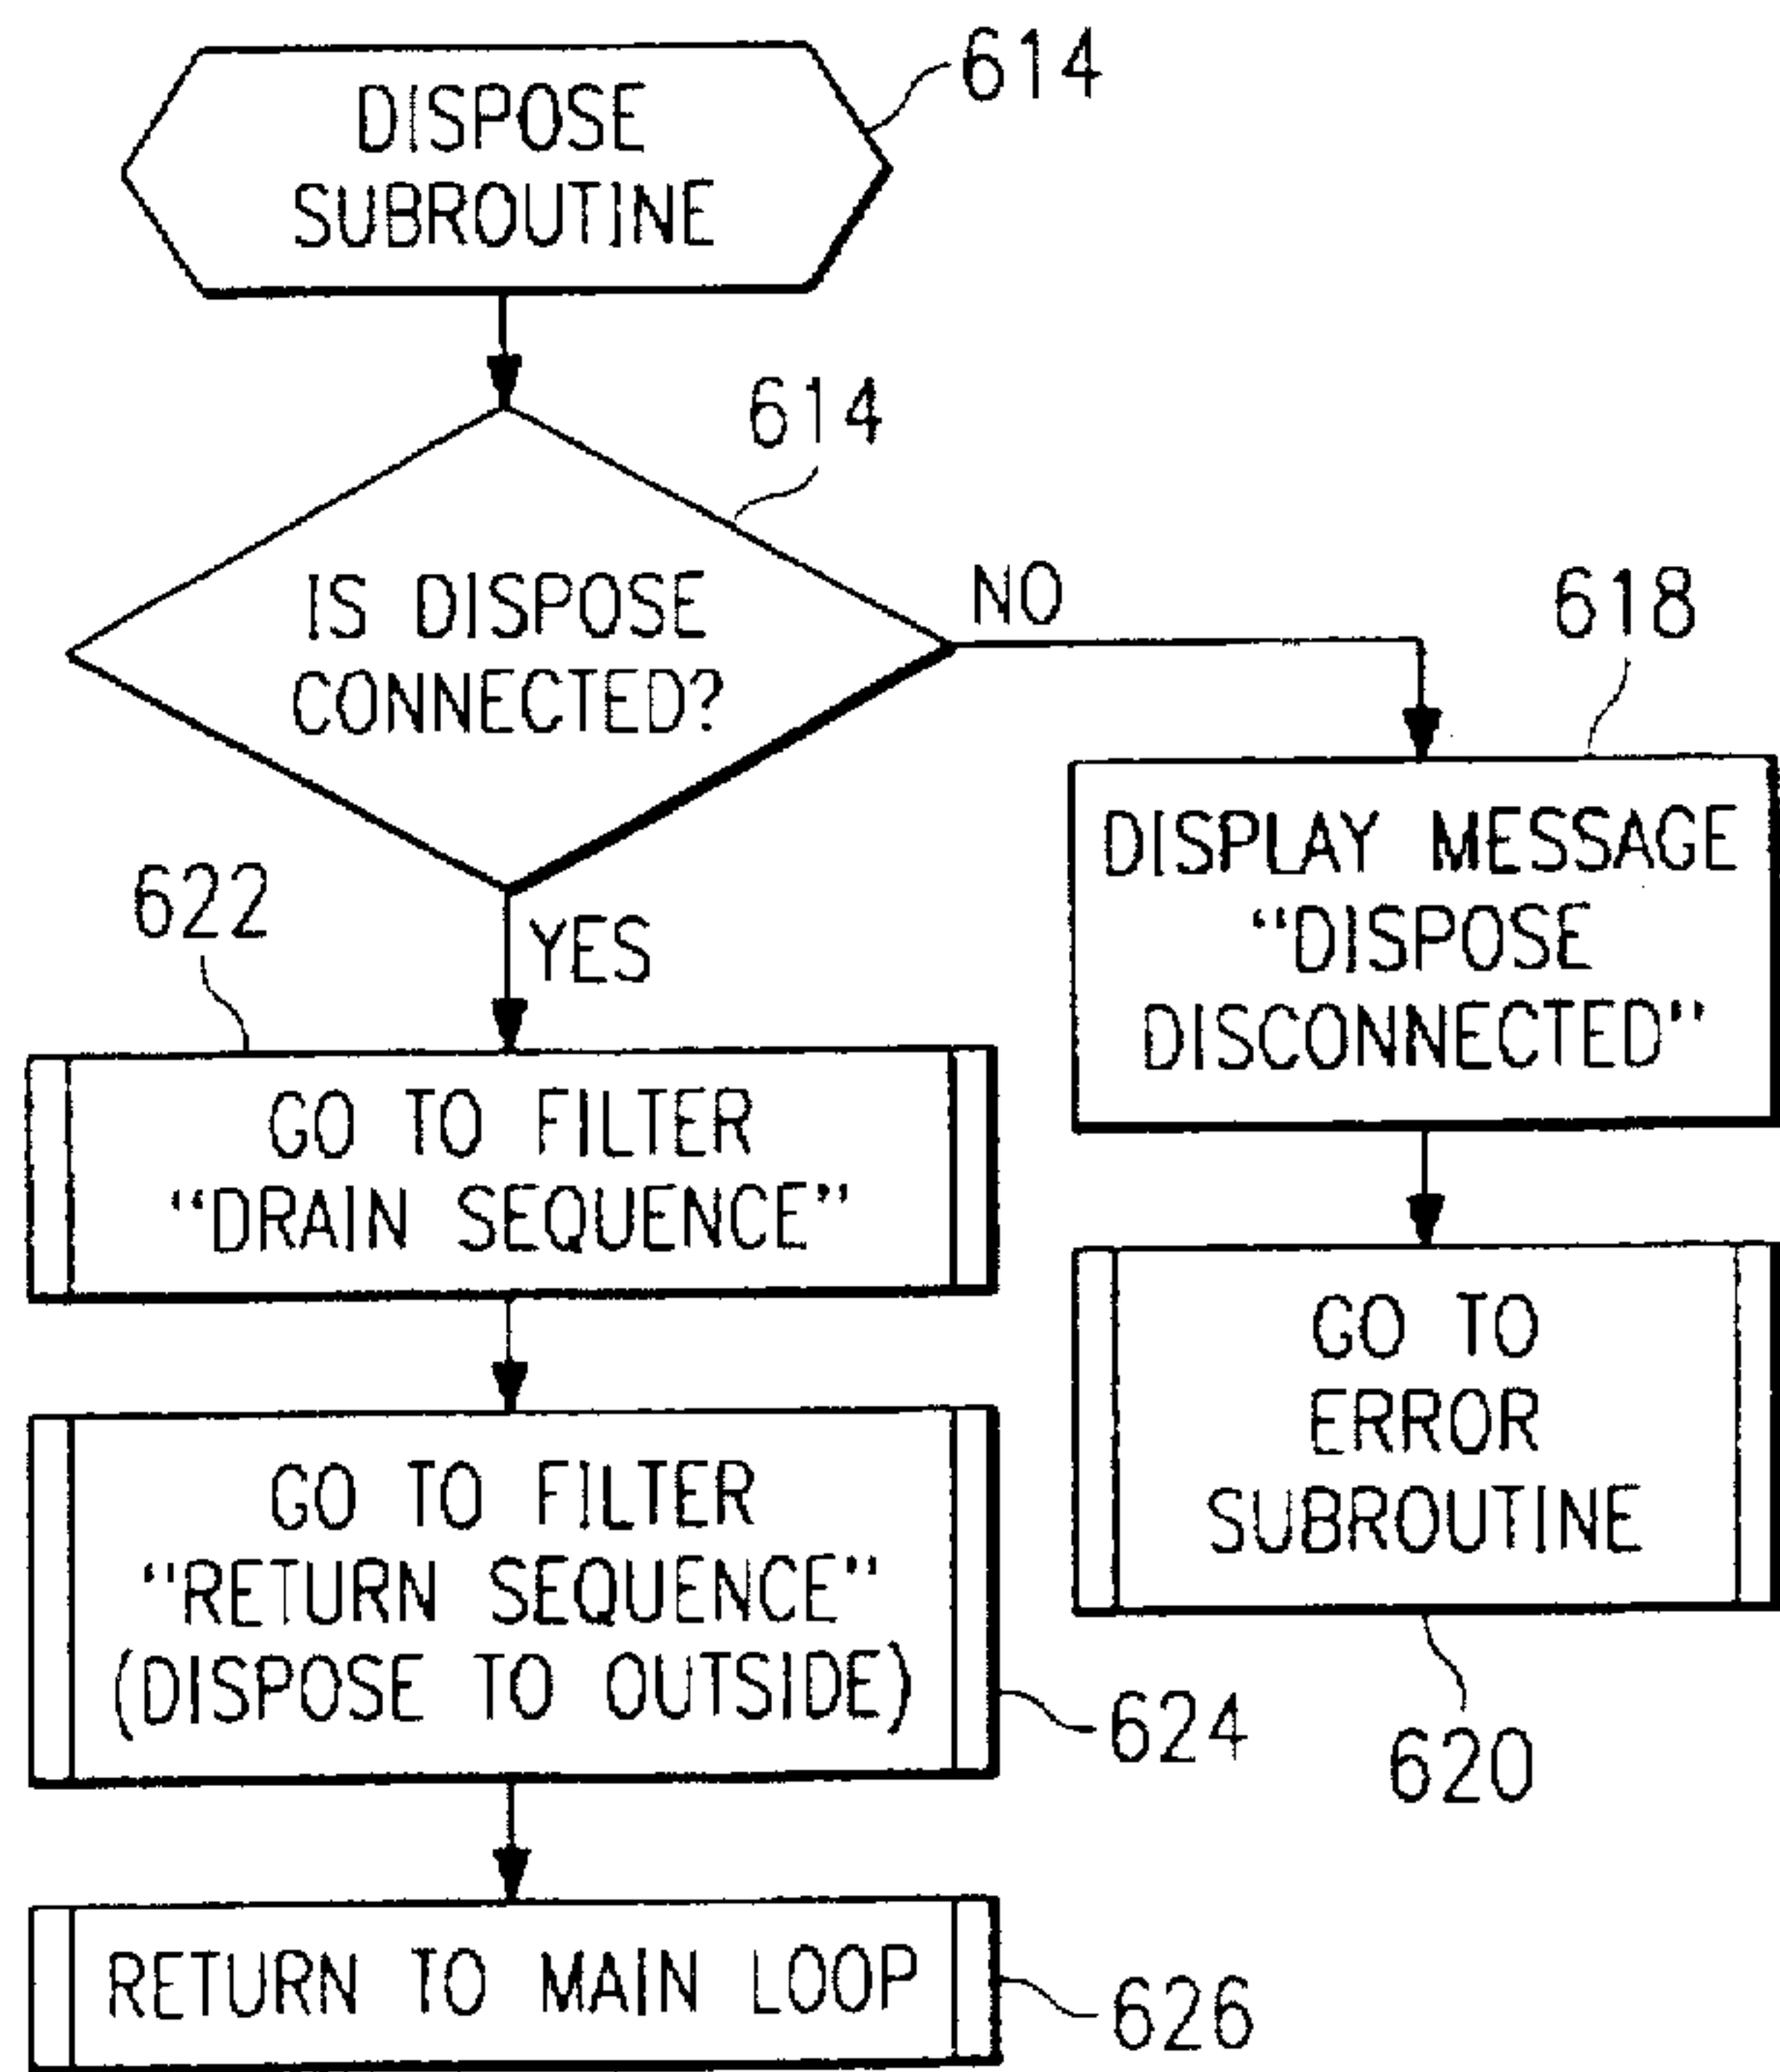 DISPOSE
SUBROUTINE
614
614
IS DISPOSE
CONNECTED?
NO
YES
618
DISPLAY MESSAGE
“DISPOSE
DISCONNECTED”
622
GO TO FILTER
“DRAIN SEQUENCE”
GO TO
ERROR
SUBROUTINE
620
GO TO FILTER
“RETURN SEQUENCE”
(DISPOSE TO OUTSIDE)
624
RETURN TO MAIN LOOP
626